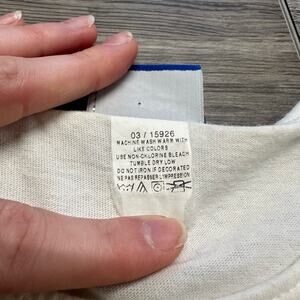 03 / 15926
MACHINE WASH WARM WITH
LIKE COLORS
USE NON-CHLORINE BLEACH
TUMBLE DRY LOW
DO NOT IRON IF DECORATED
NE PAS REPASSER L'IMPRESSION